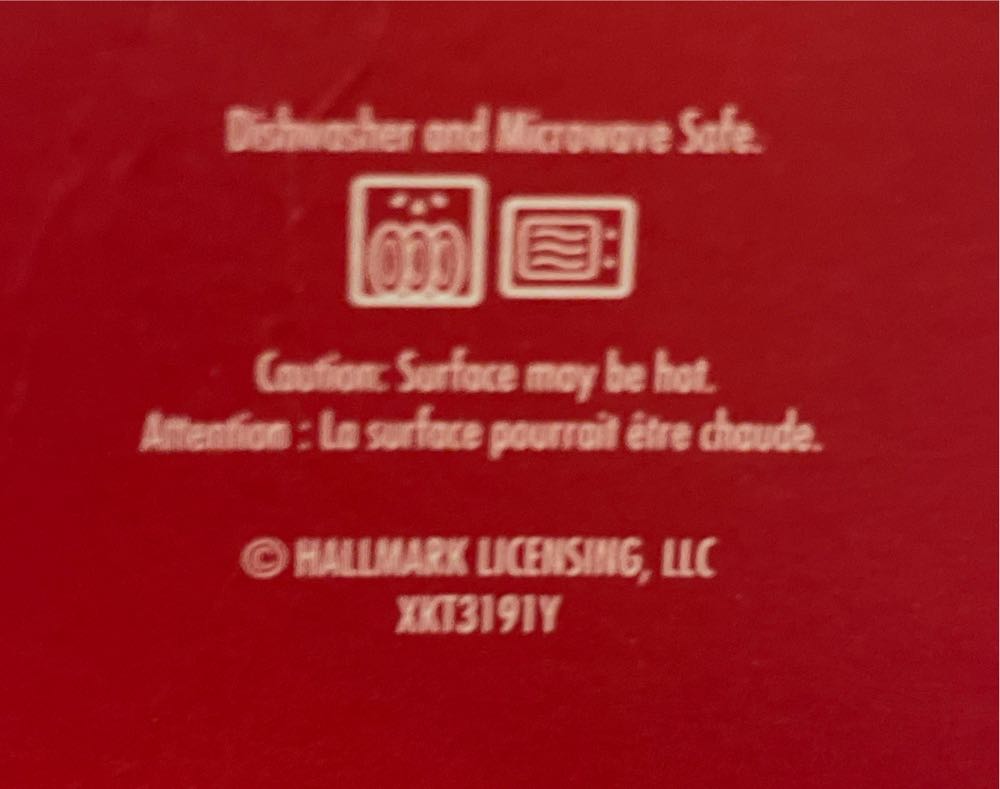 Dishwasher and Microwave Safe.
Caution: Surface may be hot.
Attention : La surface pourrait être chaude.
© HALLMARK LICENSING, LLC
XKT3191Y